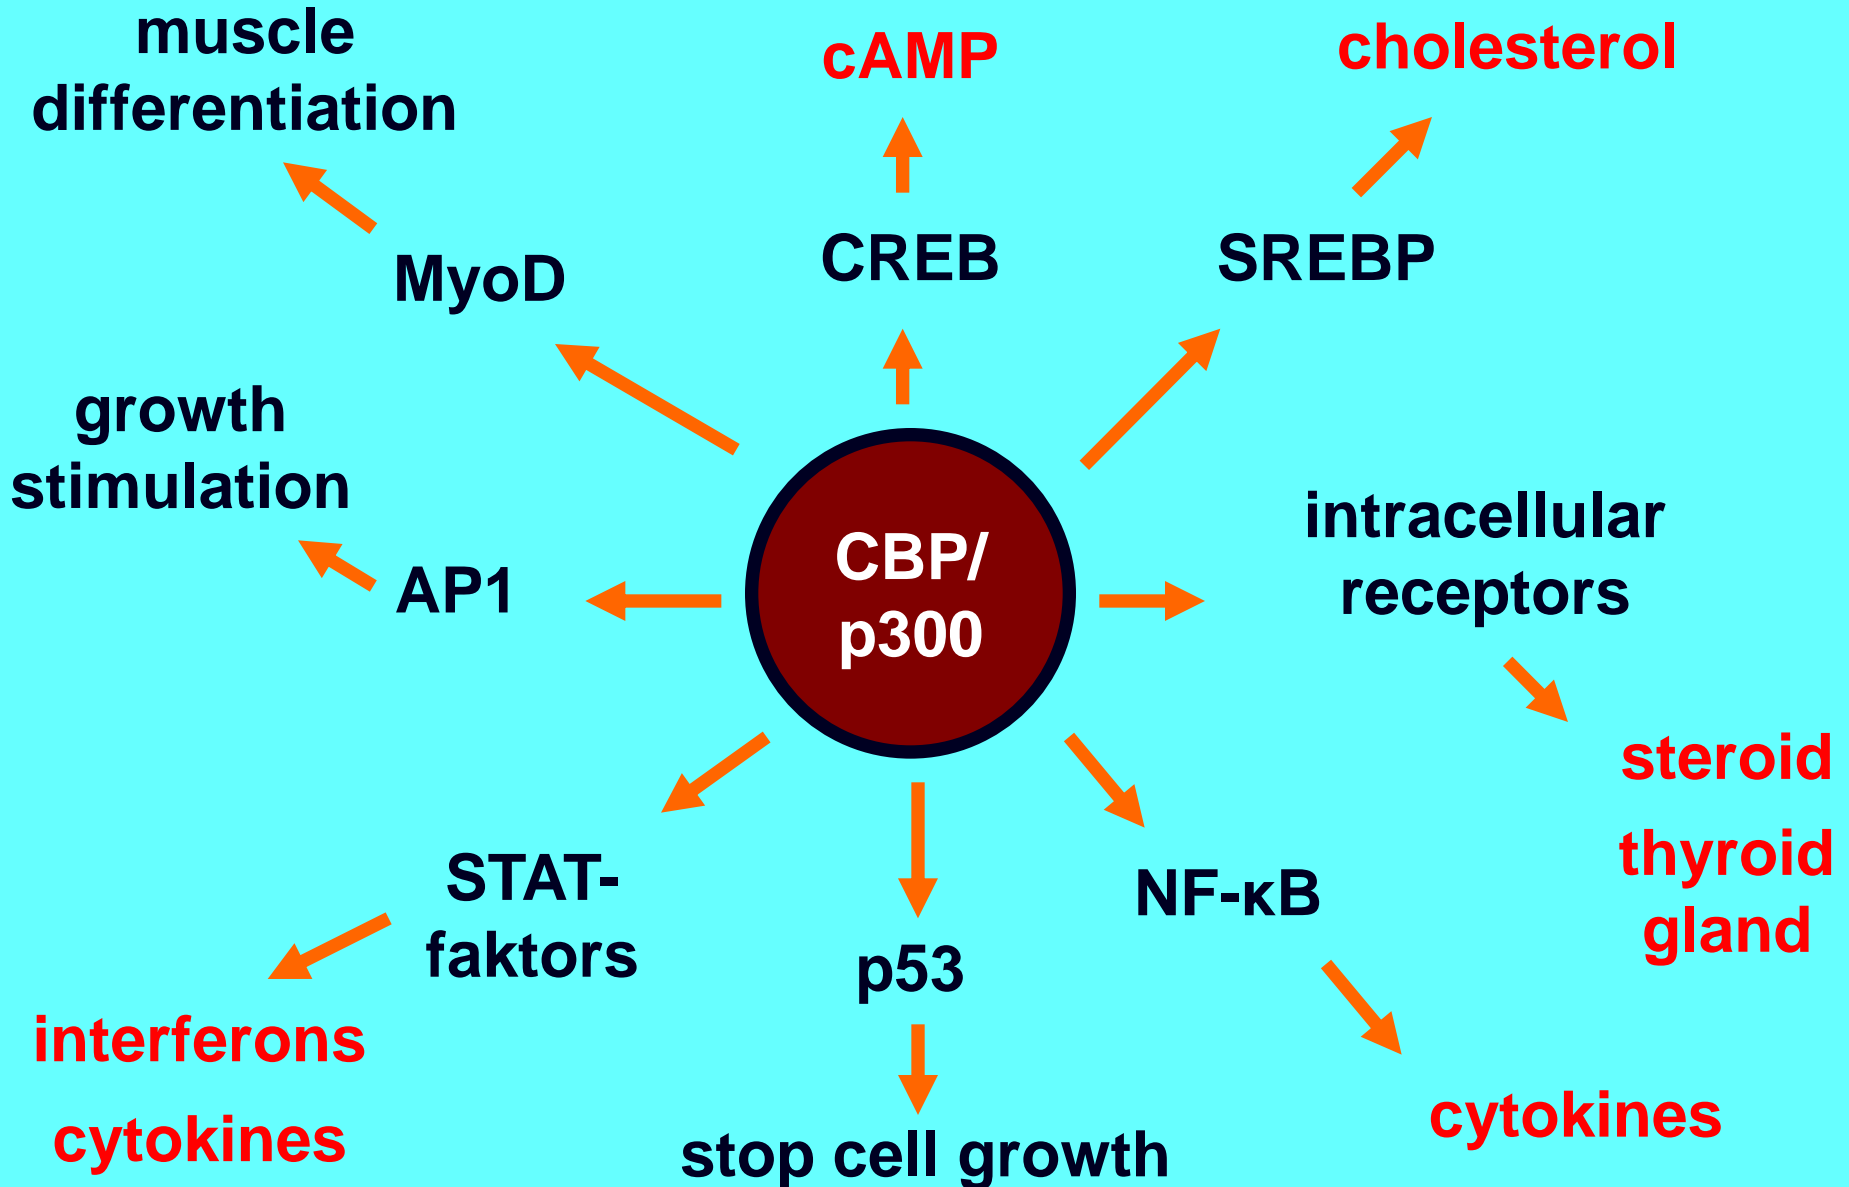 muscle
differentiation
cAMP
cholesterol
MyoD
CREB
SREBP
growth
stimulation
AP1
CBP/
p300
intracellular
receptors
steroid
thyroid
gland
STAT-
faktors
p53
NF-κB
interferons
cytokines
stop cell growth
cytokines